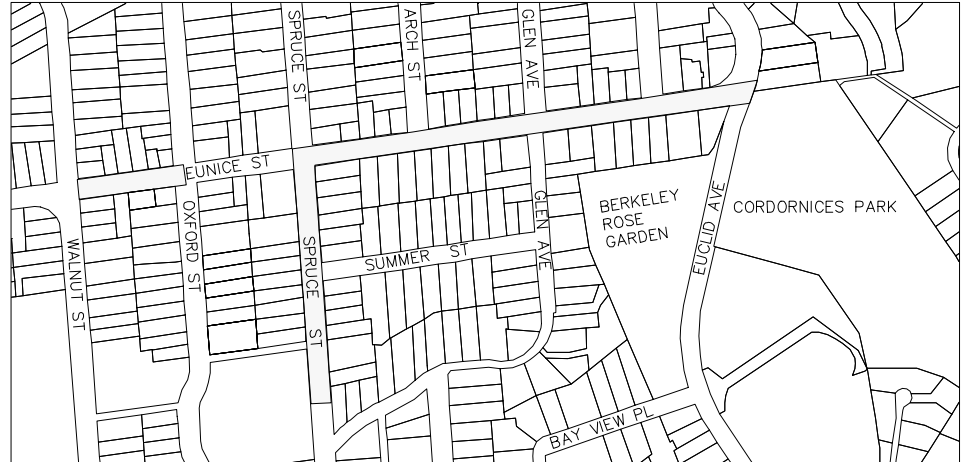 SPRUCE ST
ARCH ST
GLEN AVE
EUNICE ST
WALNUT ST
OXFORD ST
SPRUCE ST
SUMMER ST
GLEN AVE
BERKELEY
ROSE
GARDEN
EUCLID AVE
CORDORNICES PARK
BAY VIEW PL